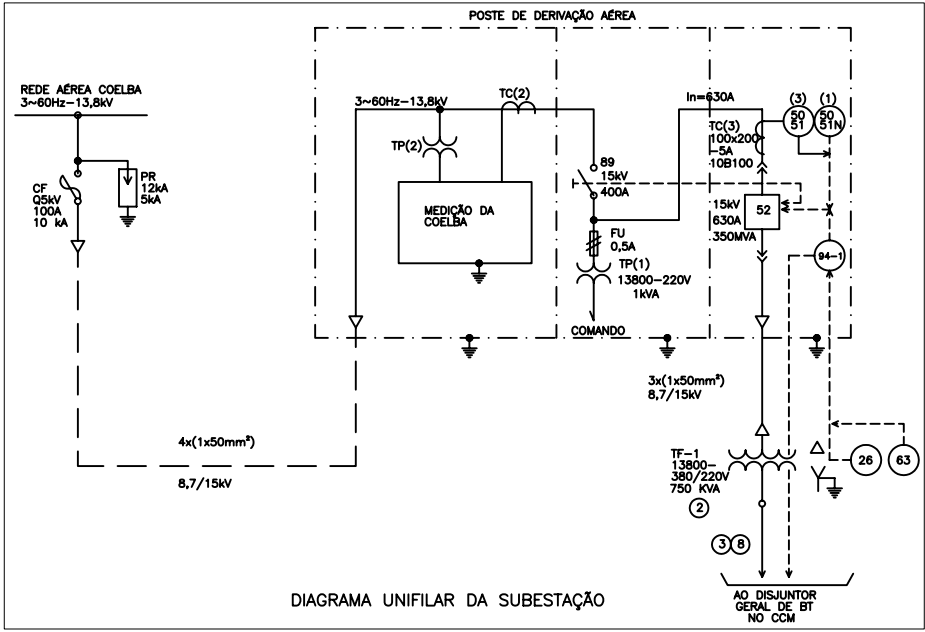 POSTE DE DERIVAÇÃO AÉREA
REDE AÉREA COELBA
3~60Hz-13,8kV
CF
Q5kV
100A
10 kA
PR
12kA
5kA
4x(1x50mm²)
8,7/15kV
3~60Hz-13,8kV
TC(2)
TP(2)
MEDIÇÃO DA
COELBA
89
15kV
400A
FU
0,5A
TP(1)
13800-220V
1kVA
COMANDO
In=630A
TC(3)
100x200
-5A
10B100
(3)
50
51
(1)
50
51N
15kV
630A
350MVA
52
94-1
3x(1x50mm²)
8,7/15kV
TF-1
13800-
380/220V
750 KVA
2
26
63
3
8
AO DISJUNTOR
GERAL DE BT
NO CCM
DIAGRAMA UNIFILAR DA SUBESTAÇÃO